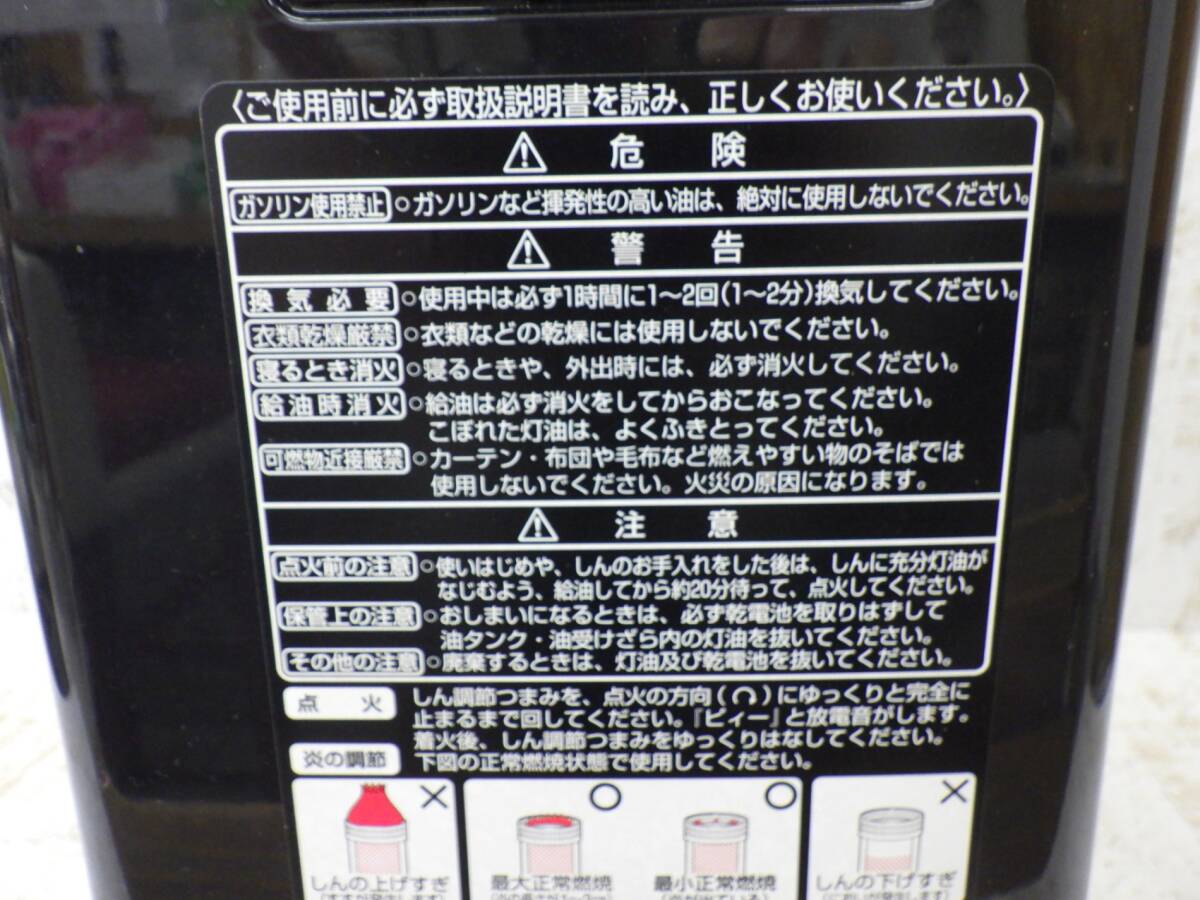 〈ご使用前に必ず取扱説明書を読み、正しくお使いください。〉
⚠ 危 険
ガソリン使用禁止 ○ガソリンなど揮発性の高い油は、絶対に使用しないでください。
⚠ 警 告
換気必要 ○使用中は必ず1時間に1〜2回(1〜2分)換気してください。
衣類乾燥厳禁 ○衣類などの乾燥には使用しないでください。
寝るとき消火 ○寝るときや、外出時には、必ず消火してください。
給油時消火 ○給油は必ず消火をしてからおこなってください。
こぼれた灯油は、よくふきとってください。
可燃物近接厳禁 ○カーテン・布団や毛布など燃えやすい物のそばでは
使用しないでください。火災の原因になります。
⚠ 注 意
点火前の注意 ○使いはじめや、しんのお手入れをした後は、しんに充分灯油が
なじむよう、給油してから約20分待って、点火してください。
保管上の注意 ○おしまいになるときは、必ず乾電池を取りはずして
油タンク・油受けざら内の灯油を抜いてください。
その他の注意 ○廃棄するときは、灯油及び乾電池を抜いてください。
点 火 しん調節つまみを、点火の方向( )にゆっくりと完全に
止まるまで回してください。「ビィー」と放電音がします。
着火後、しん調節つまみをゆっくりはなしてください。
炎の調節 下図の正常燃焼状態で使用してください。
× ○ ○ ×
しんの上げすぎ 最大正常燃焼 最小正常燃焼 しんの下げすぎ